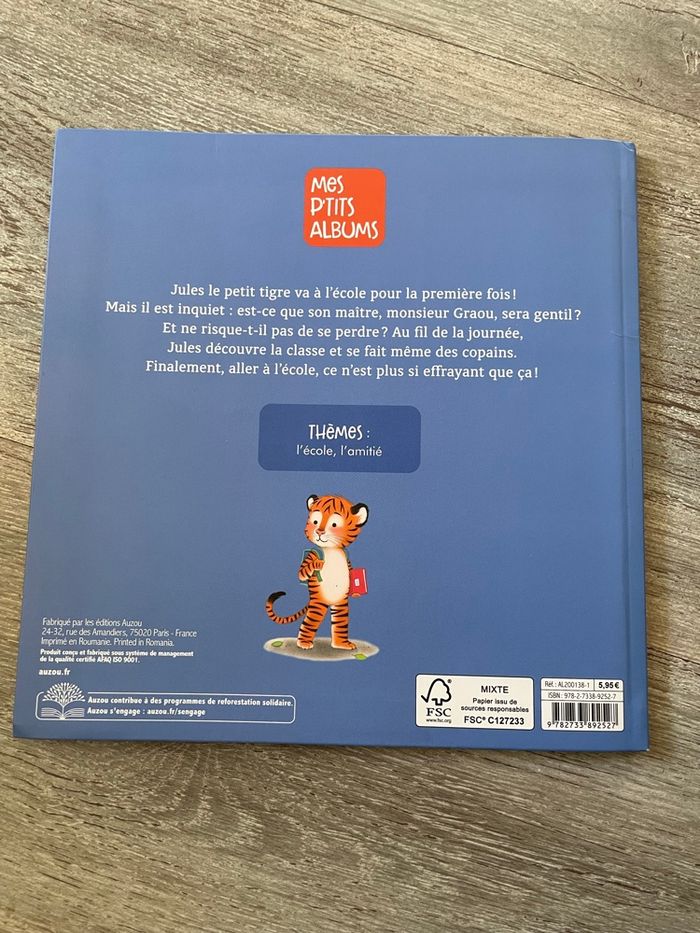 Mes
P'TITS
ALBUMS
Jules le petit tigre va à l'école pour la première fois !
Mais il est inquiet : est-ce que son maître, monsieur Graou, sera gentil ?
Et ne risque-t-il pas de se perdre ? Au fil de la journée,
Jules découvre la classe et se fait même des copains.
Finalement, aller à l'école, ce n'est plus si effrayant que ça !
THèMES :
l'école, l'amitié
Fabriqué par les éditions Auzou
24-32, rue des Amandiers, 75020 Paris - France
Imprimé en Roumanie. Printed in Romania.
Produit conçu et fabriqué sous système de management
de la qualité certifié AFAQ ISO 9001.
auzou.fr
Auzou contribue à des programmes de reforestation solidaire.
Auzou s'engage : auzou.fr/sengage
FSC
www.fsc.org
MIXTE
Papier issu de
sources responsables
FSC® C127233
Réf. : AL200138-1 5,95 €
ISBN : 978-2-7338-9252-7
9 782733 892527